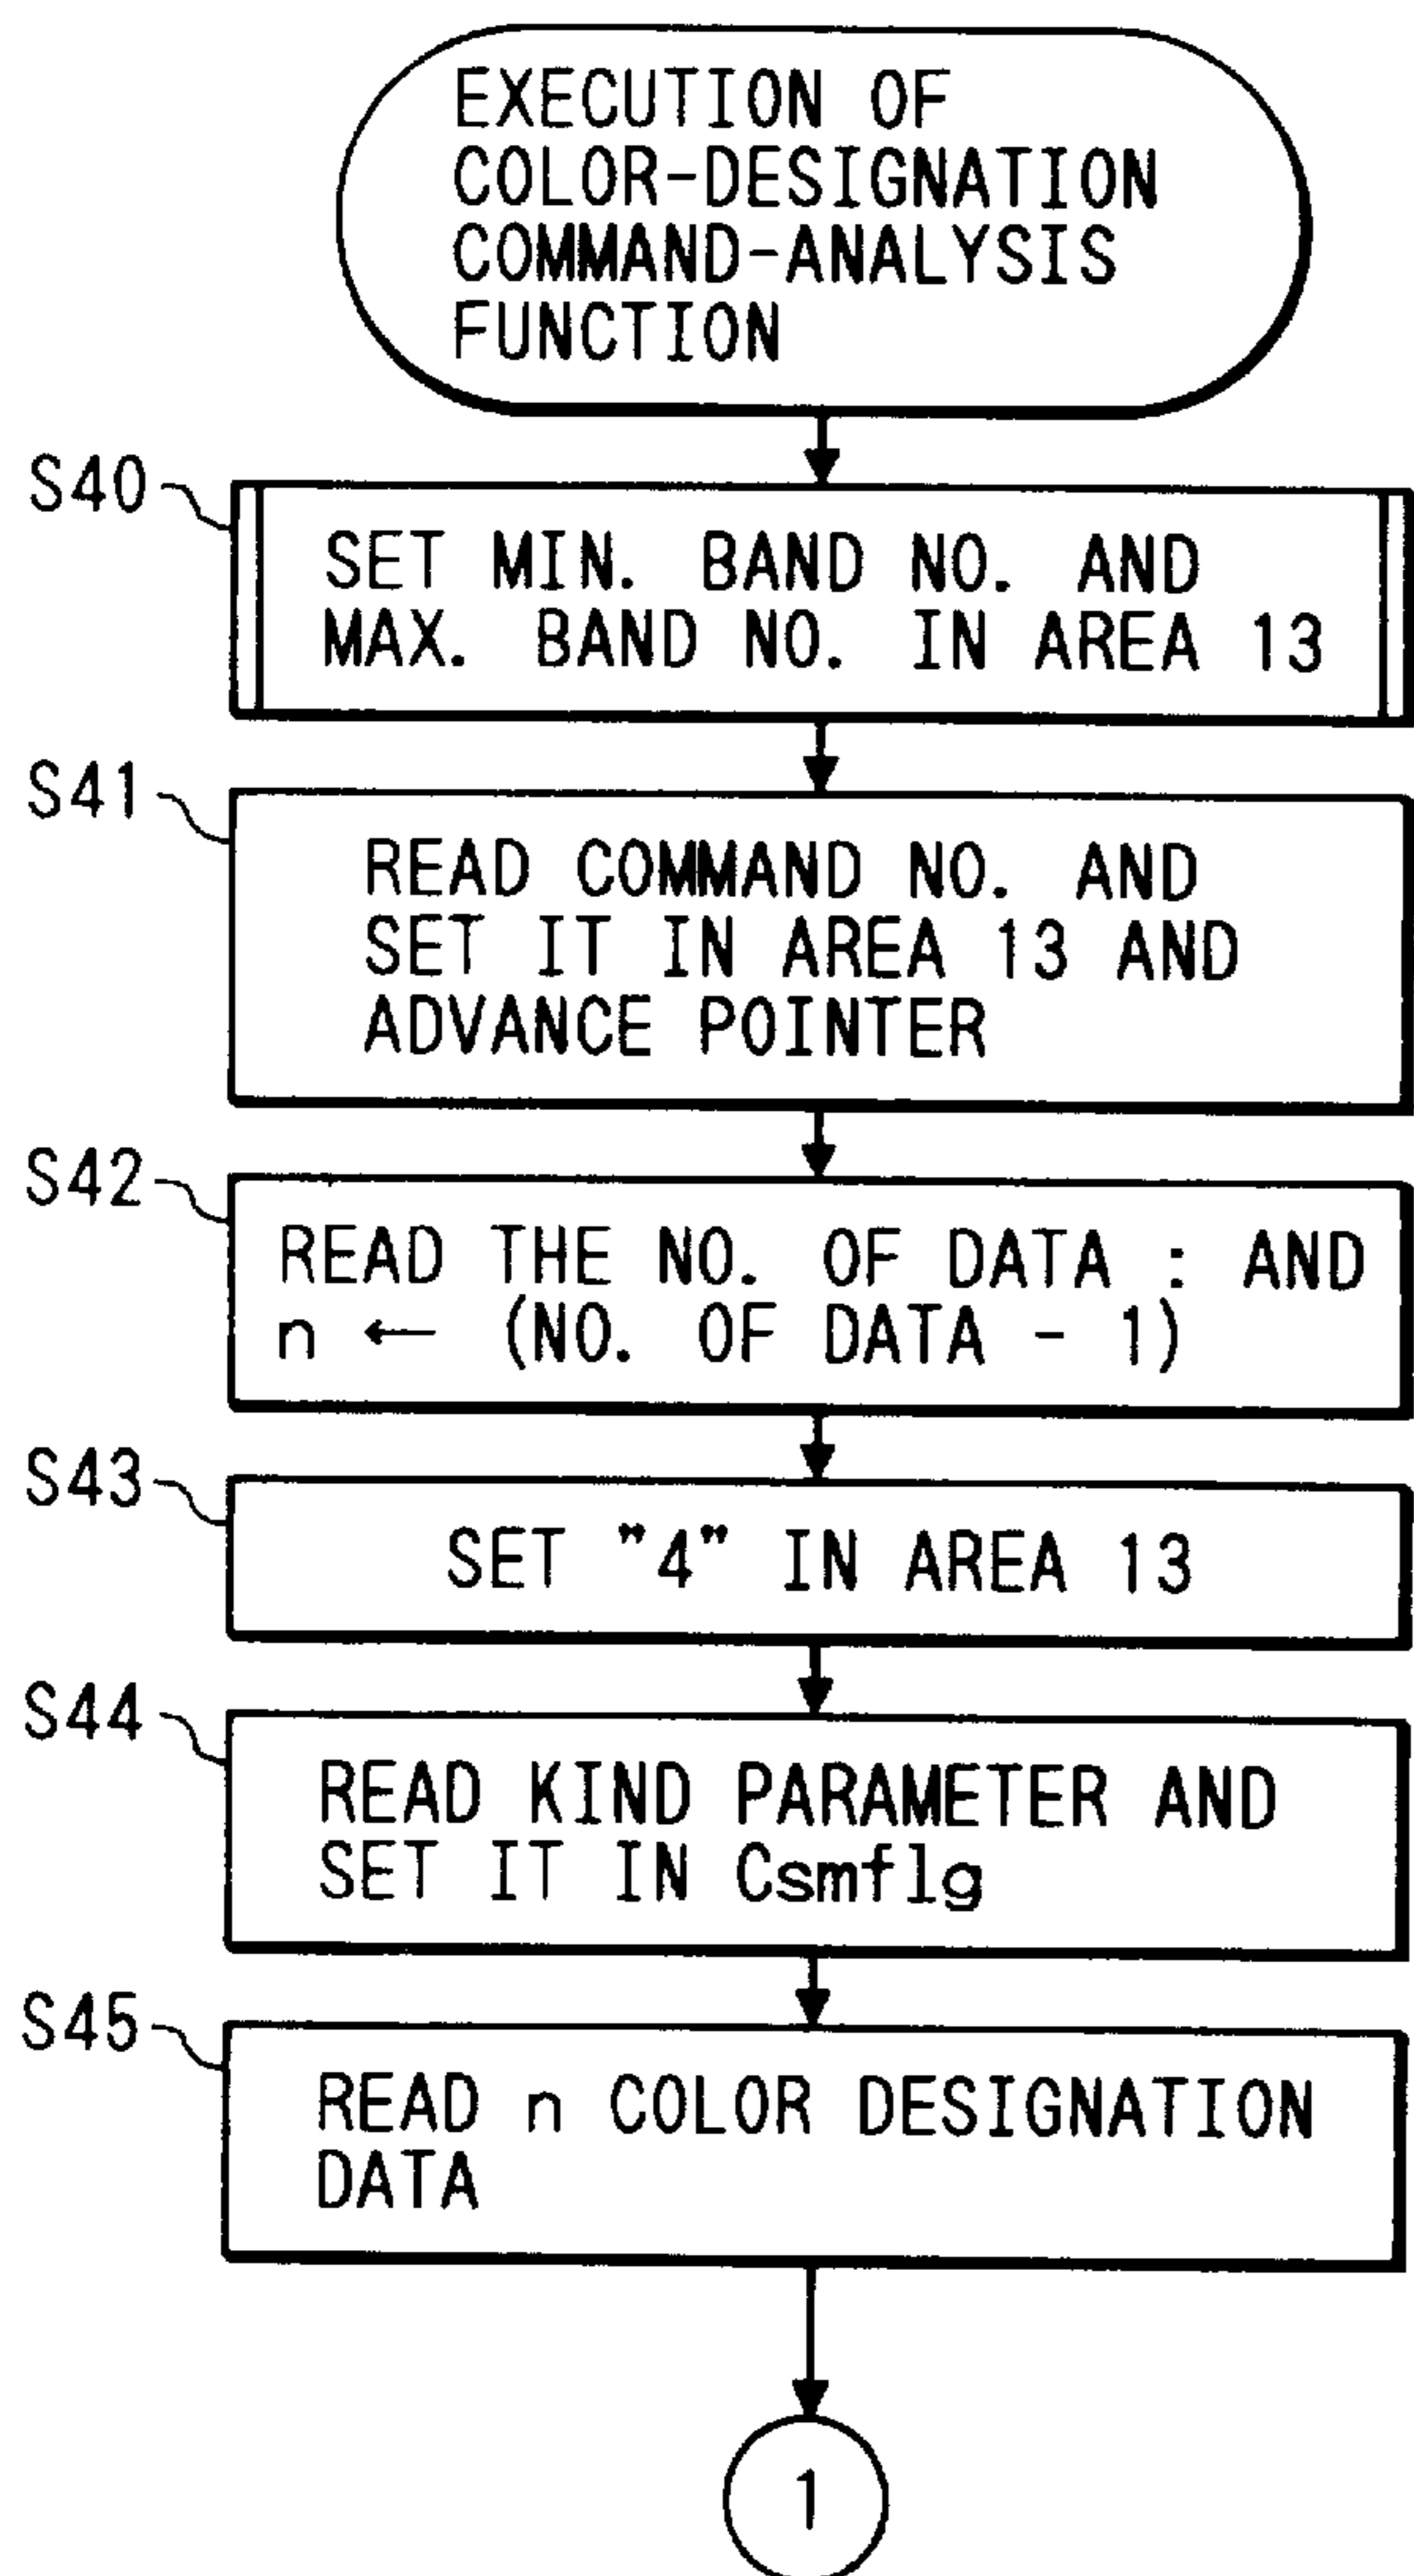 EXECUTION OF
COLOR-DESIGNATION
COMMAND-ANALYSIS
FUNCTION
S40
SET MIN. BAND NO. AND
MAX. BAND NO. IN AREA 13
S41
READ COMMAND NO. AND
SET IT IN AREA 13 AND
ADVANCE POINTER
S42
READ THE NO. OF DATA : AND
n ← (NO. OF DATA - 1)
S43
SET "4" IN AREA 13
S44
READ KIND PARAMETER AND
SET IT IN Csmflg
S45
READ n COLOR DESIGNATION
DATA
1